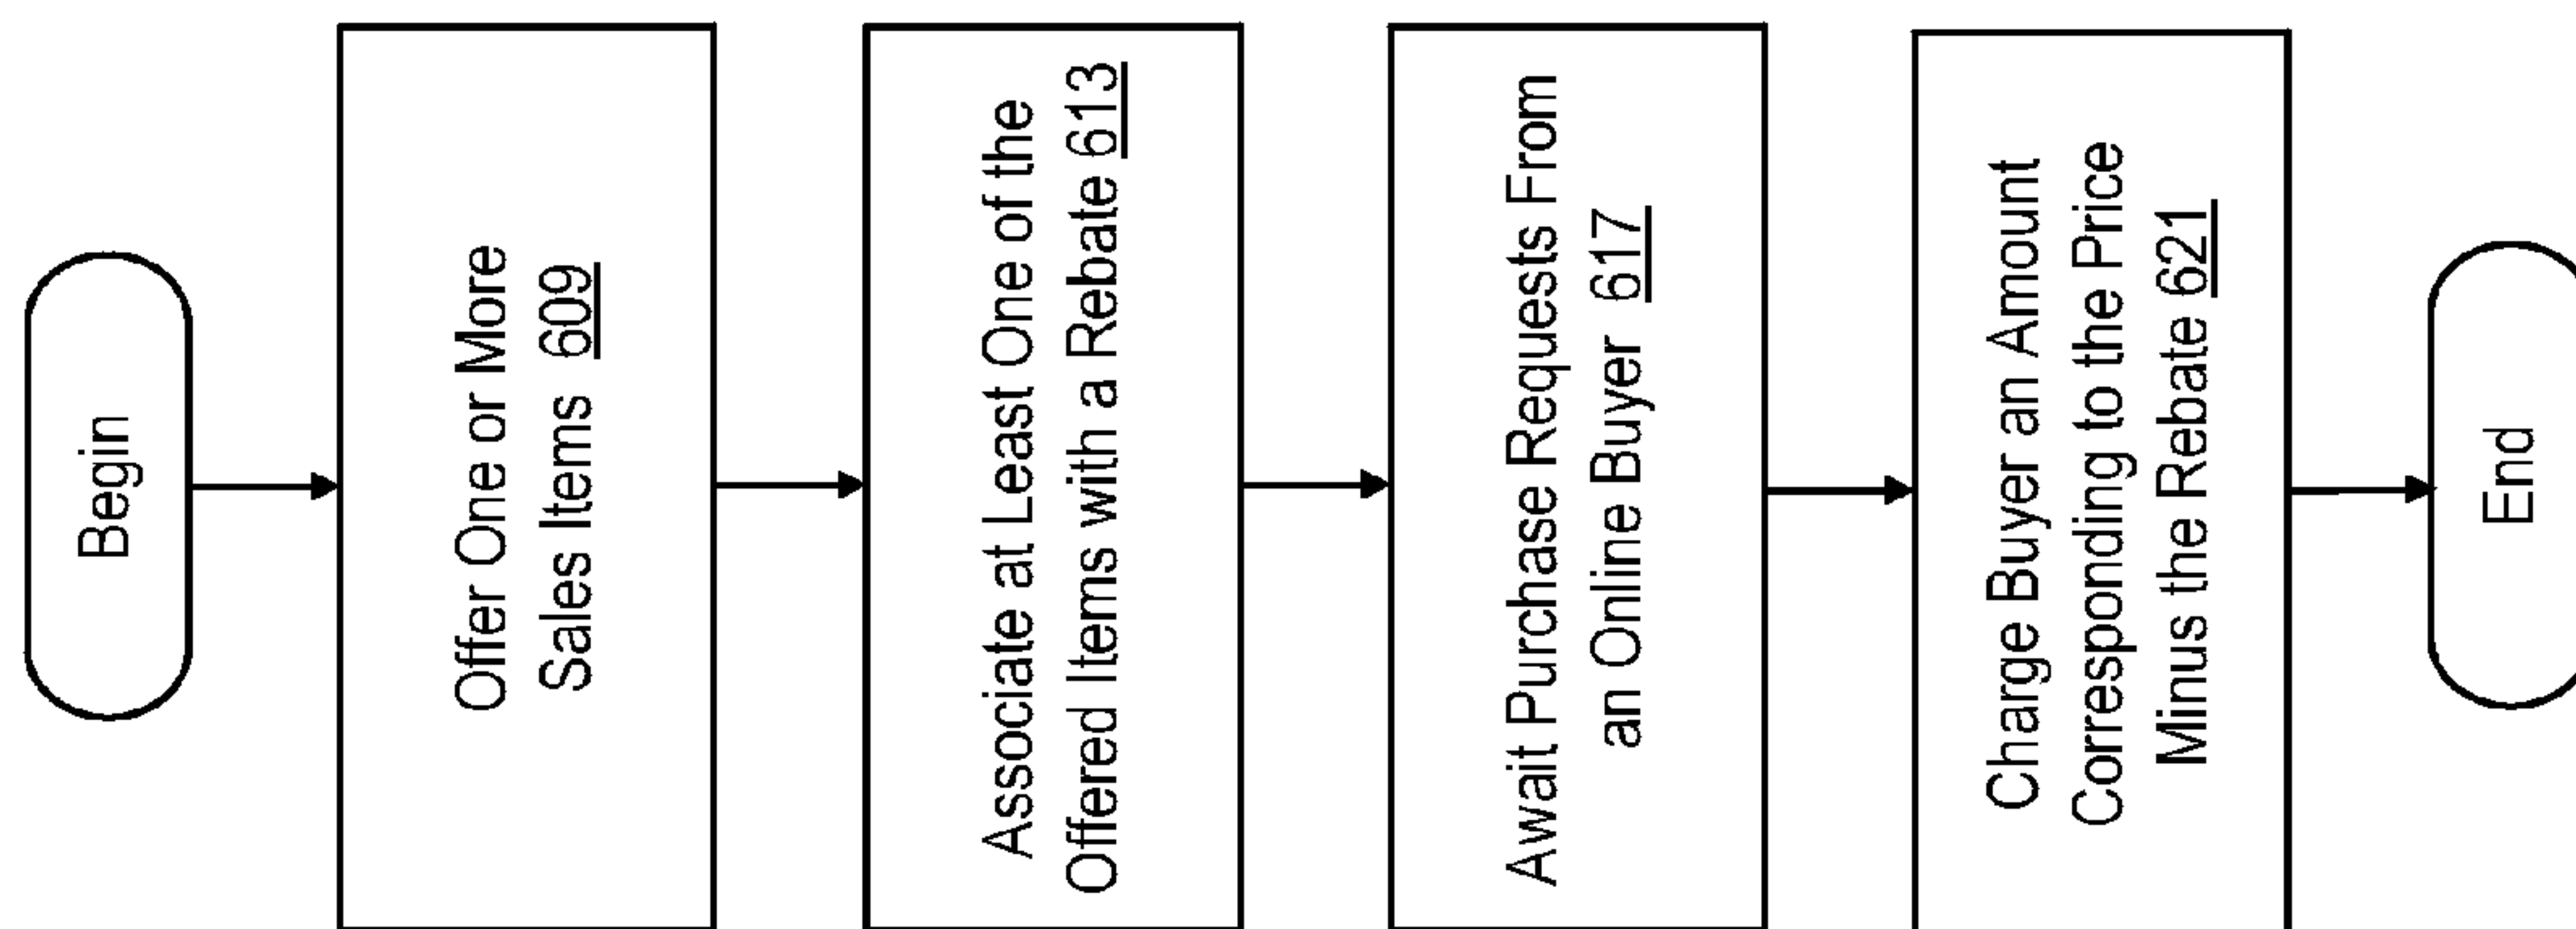 Begin
Offer One or More
Sales Items 609
Associate at Least One of the
Offered Items with a Rebate 613
Await Purchase Requests From
an Online Buyer 617
Charge Buyer an Amount
Corresponding to the Price
Minus the Rebate 621
End